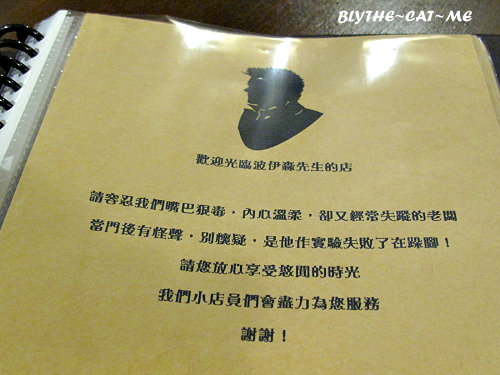 BLYTHE~CAT~ME
歡迎光臨波伊森先生的店
請容忍我們嘴巴狠毒，內心溫柔，卻又經常失蹤的老闆
當門後有怪聲，別懷疑，是他作實驗失敗了在跺腳！
請您放心享受悠閒的時光
我們小店員們會盡力為您服務
謝謝！